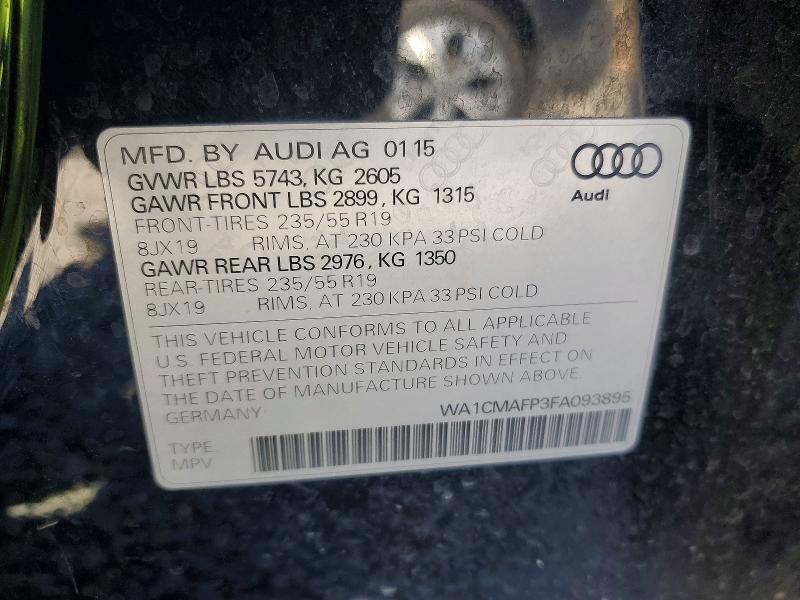 MFD. BY AUDI AG 01 15
GVWR LBS 5743, KG 2605
GAWR FRONT LBS 2899, KG 1315
FRONT-TIRES 235/55 R19
8JX19 RIMS, AT 230 KPA 33 PSI COLD
GAWR REAR LBS 2976, KG 1350
REAR-TIRES 235/55 R19
8JX19 RIMS, AT 230 KPA 33 PSI COLD
Audi
THIS VEHICLE CONFORMS TO ALL APPLICABLE
U.S. FEDERAL MOTOR VEHICLE SAFETY AND
THEFT PREVENTION STANDARDS IN EFFECT ON
THE DATE OF MANUFACTURE SHOWN ABOVE.
GERMANY
WA1CMAFP3FA093895
TYPE
MPV